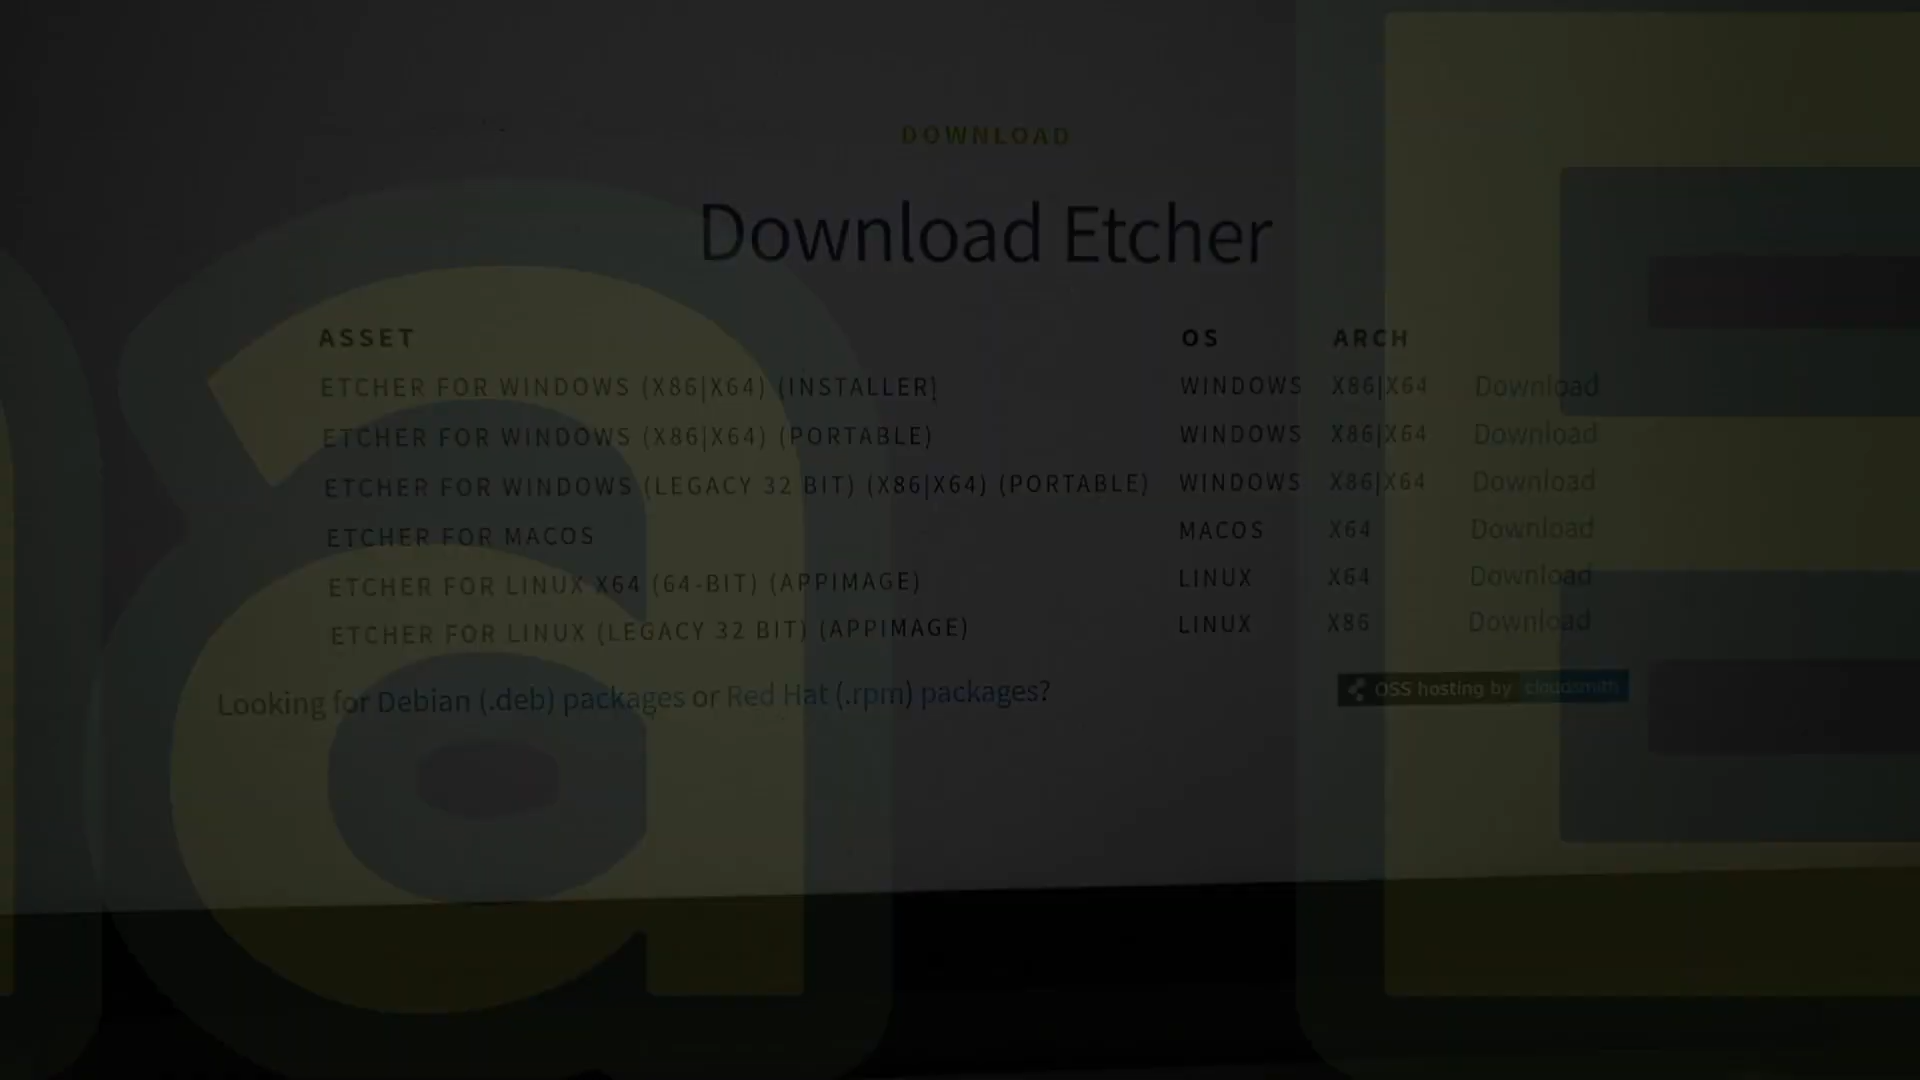 DOWNLOAD
Download Etcher
ASSET OS ARCH
ETCHER FOR WINDOWS (X86|X64) (INSTALLER) WINDOWS X86|X64 Download
ETCHER FOR WINDOWS (X86|X64) (PORTABLE) WINDOWS X86|X64 Download
ETCHER FOR WINDOWS (LEGACY 32 BIT) (X86|X64) (PORTABLE) WINDOWS X86|X64 Download
ETCHER FOR MACOS MACOS X64 Download
ETCHER FOR LINUX X64 (64-BIT) (APPIMAGE) LINUX X64 Download
ETCHER FOR LINUX (LEGACY 32 BIT) (APPIMAGE) LINUX X86 Download
Looking for Debian (.deb) packages or Red Hat (.rpm) packages?
OSS hosting by cloudsmith
a E